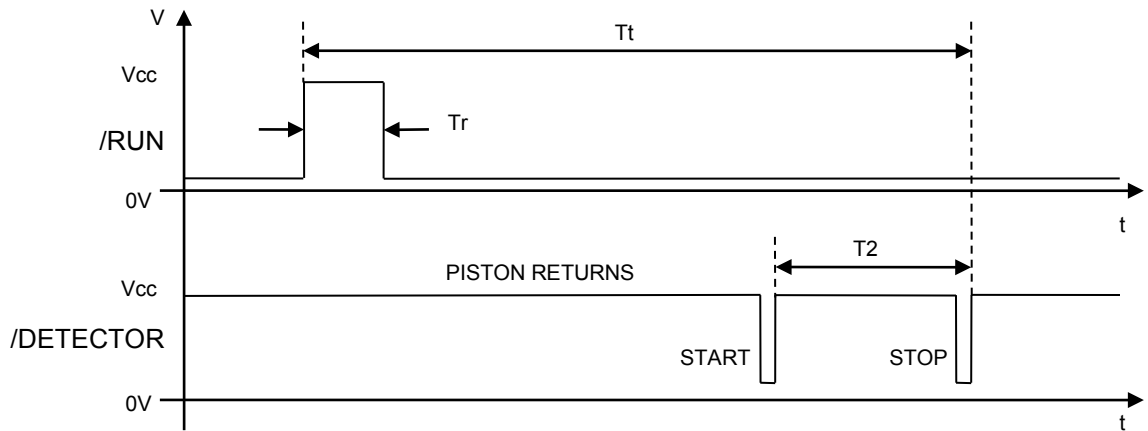 V
Tt
Vcc
/RUN
Tr
0V
t
T2
PISTON RETURNS
Vcc
/DETECTOR
START
STOP
0V
t